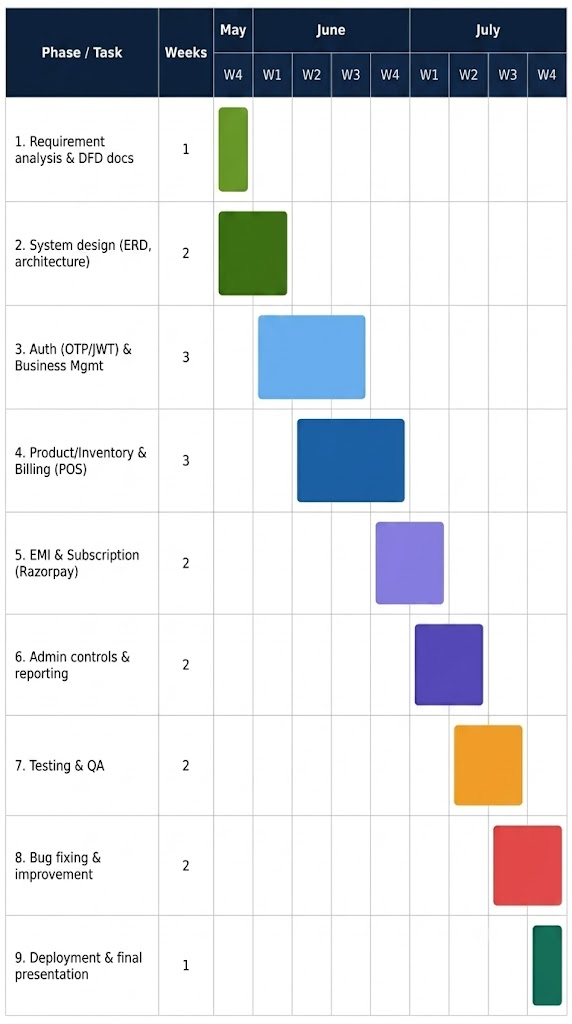 Phase / Task
Weeks
May
June
July
W4
W1
W2
W3
W4
W1
W2
W3
W4
1. Requirement
analysis & DFD docs
1
2. System design (ERD,
architecture)
2
3. Auth (OTP/JWT) &
Business Mgmt
3
4. Product/Inventory &
Billing (POS)
3
5. EMI & Subscription
(Razorpay)
2
6. Admin controls &
reporting
2
7. Testing & QA
2
8. Bug fixing &
improvement
2
9. Deployment & final
presentation
1